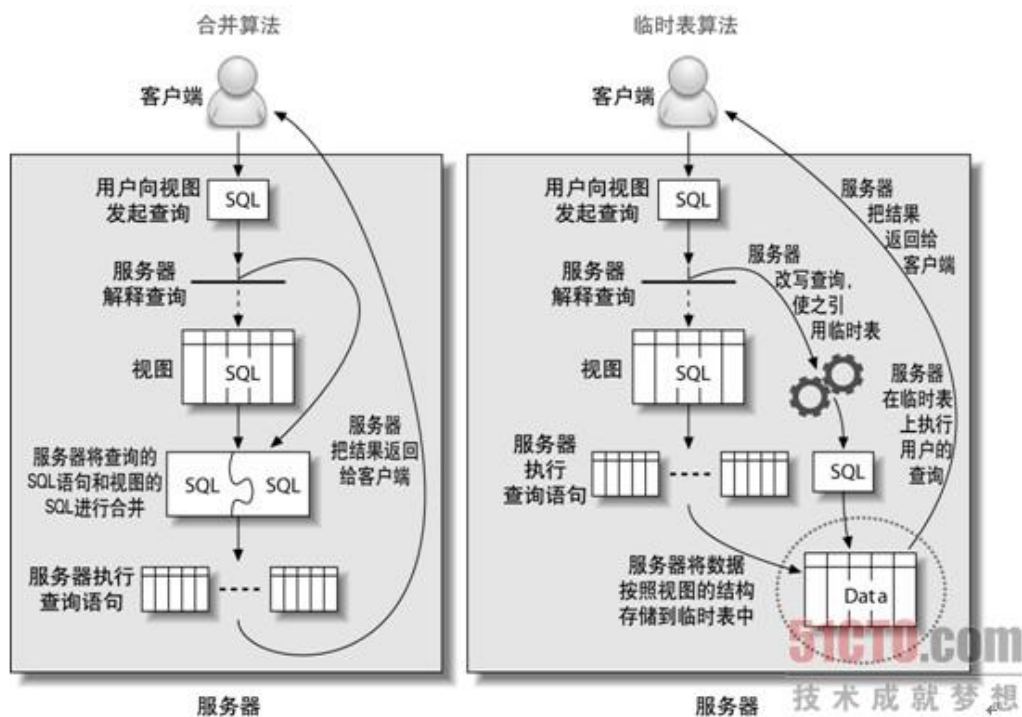 合并算法
客户端
用户向视图
发起查询
SQL
服务器
解释查询
视图
SQL
服务器将查询的
SQL语句和视图的
SQL进行合并
SQL
SQL
服务器
把结果返回
给客户端
服务器执行
查询语句
服务器
临时表算法
客户端
用户向视图
发起查询
SQL
服务器
把结果
返回给
客户端
服务器
解释查询
服务器
改写查询，
使之引
用临时表
视图
SQL
服务器
在临时表
上执行
用户的
查询
服务器
执行
查询语句
SQL
服务器将数据
按照视图的结构
存储到临时表中
Data
服务器
51CTO.com
技术成就梦想